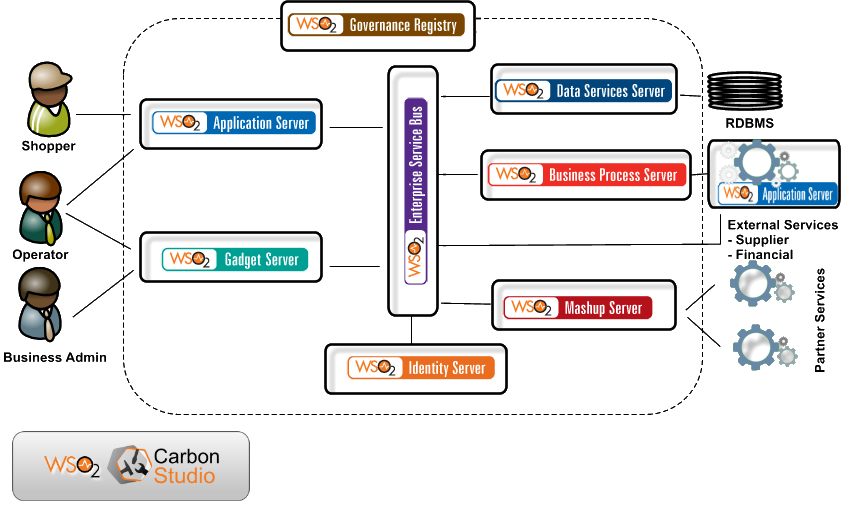 WSO2 Governance Registry
Shopper
WSO2 Application Server
Operator
WSO2 Gadget Server
Business Admin
WSO2 Enterprise Service Bus
WSO2 Identity Server
WSO2 Data Services Server
RDBMS
WSO2 Business Process Server
WSO2 Application Server
External Services
- Supplier
- Financial
WSO2 Mashup Server
Partner Services
WSO2 Carbon
Studio